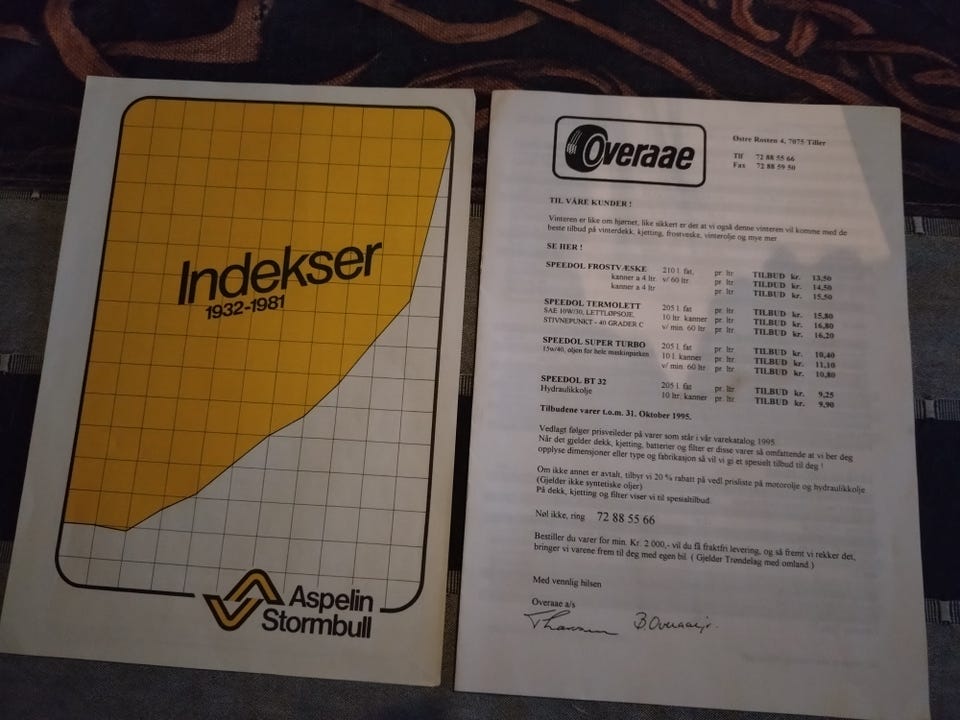 Indekser
1932-1981
Aspelin
Stormbull
Overaae
Østre Rosten 4, 7075 Tiller
Tlf 72 88 55 66
Fax 72 88 59 50
TIL VÅRE KUNDER !
Vinteren er like om hjørnet, like sikkert er det at vi også denne vinteren vil komme med de
beste tilbud på vinterdekk, kjetting, frostveske, vinterolje og mye mer
SE HER !
SPEEDOL FROSTVÆSKE 210 l. fat, pr. ltr TILBUD kr. 13,50
kanner a 4 ltr v/ 60 ltr pr. ltr TILBUD kr. 14,50
kanner a 4 ltr pr. ltr TILBUD kr. 15,50
SPEEDOL TERMOLETT 205 l. fat pr. ltr TILBUD kr. 15,80
SAE 10W/30, LETTLØPSOJE, 10 ltr kanner pr. ltr TILBUD kr. 16,80
STIVNEPUNKT - 40 GRADER C v/ min. 60 ltr pr. ltr TILBUD kr. 16,20
SPEEDOL SUPER TURBO 205 l. fat pr. ltr TILBUD kr. 10,40
15w/40, oljen for hele maskinparken 10 l. kanner pr. ltr TILBUD kr. 11,10
v/ min. 60 ltr pr. ltr TILBUD kr. 10,80
SPEEDOL BT 32 205 l. fat pr. ltr TILBUD kr. 9,25
Hydraulikkolje 10 ltr. kanner pr. ltr TILBUD kr. 9,90
Tilbudene varer t.o.m. 31. Oktober 1995.
Vedlagt følger prisveileder på varer som står i vår varekatalog 1995.
Når det gjelder dekk, kjetting, batterier og filter er disse varer så omfattende at vi ber deg
opplyse dimensjoner eller type og fabrikasjon så vil vi gi et spesielt tilbud til deg !
Om ikke annet er avtalt, tilbyr vi 20 % rabatt på vedl prisliste på motorolje og hydraulikkolje
(Gjelder ikke syntetiske oljer)
På dekk, kjetting og filter viser vi til spesialtilbud.
Nøl ikke, ring 72 88 55 66
Bestiller du varer for min. Kr. 2 000,- vil du få fraktfri levering, og så fremt vi rekker det,
bringer vi varene frem til deg med egen bil. ( Gjelder Trøndelag med omland.)
Med vennlig hilsen
Overaae a/s
B. Overaae jr.